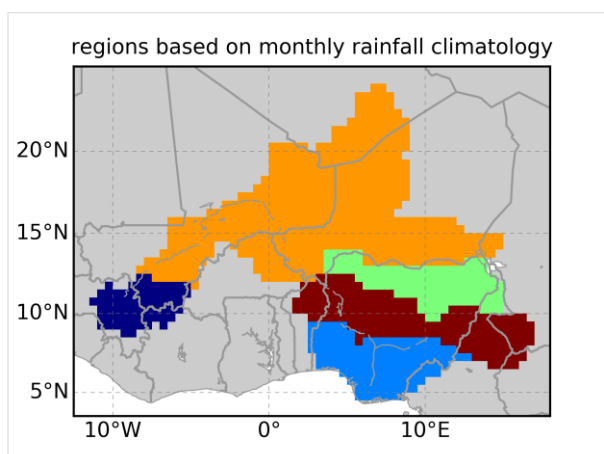 regions based on monthly rainfall climatology
20°N
15°N
10°N
5°N
10°W 0° 10°E